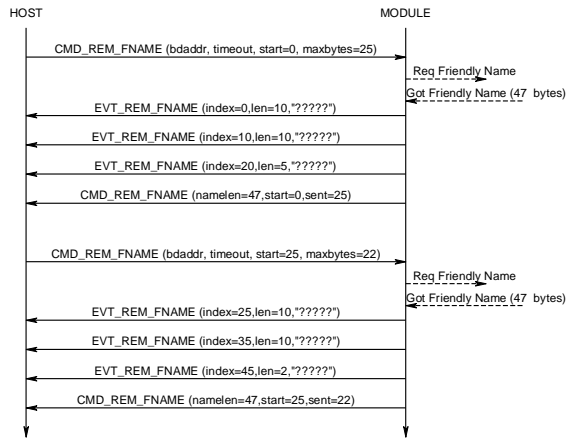 HOST MODULE
CMD_REM_FNAME (bdaddr, timeout, start=0, maxbytes=25)
Req Friendly Name
Got Friendly Name (47 bytes)
EVT_REM_FNAME (index=0,len=10,"?????")
EVT_REM_FNAME (index=10,len=10,"?????")
EVT_REM_FNAME (index=20,len=5,"?????")
CMD_REM_FNAME (namelen=47,start=0,sent=25)
CMD_REM_FNAME (bdaddr, timeout, start=25, maxbytes=22)
Req Friendly Name
Got Friendly Name (47 bytes)
EVT_REM_FNAME (index=25,len=10,"?????")
EVT_REM_FNAME (index=35,len=10,"?????")
EVT_REM_FNAME (index=45,len=2,"?????")
CMD_REM_FNAME (namelen=47,start=25,sent=22)